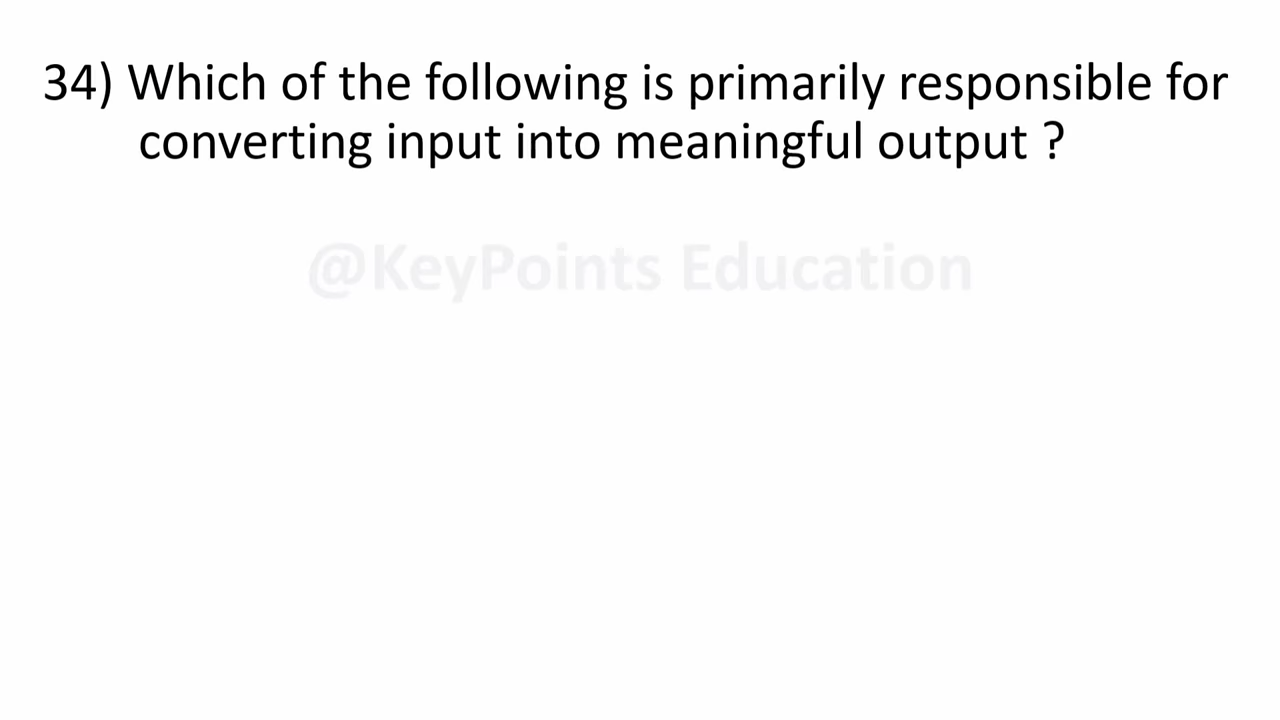 34) Which of the following is primarily responsible for
converting input into meaningful output ?
@KeyPoints Education